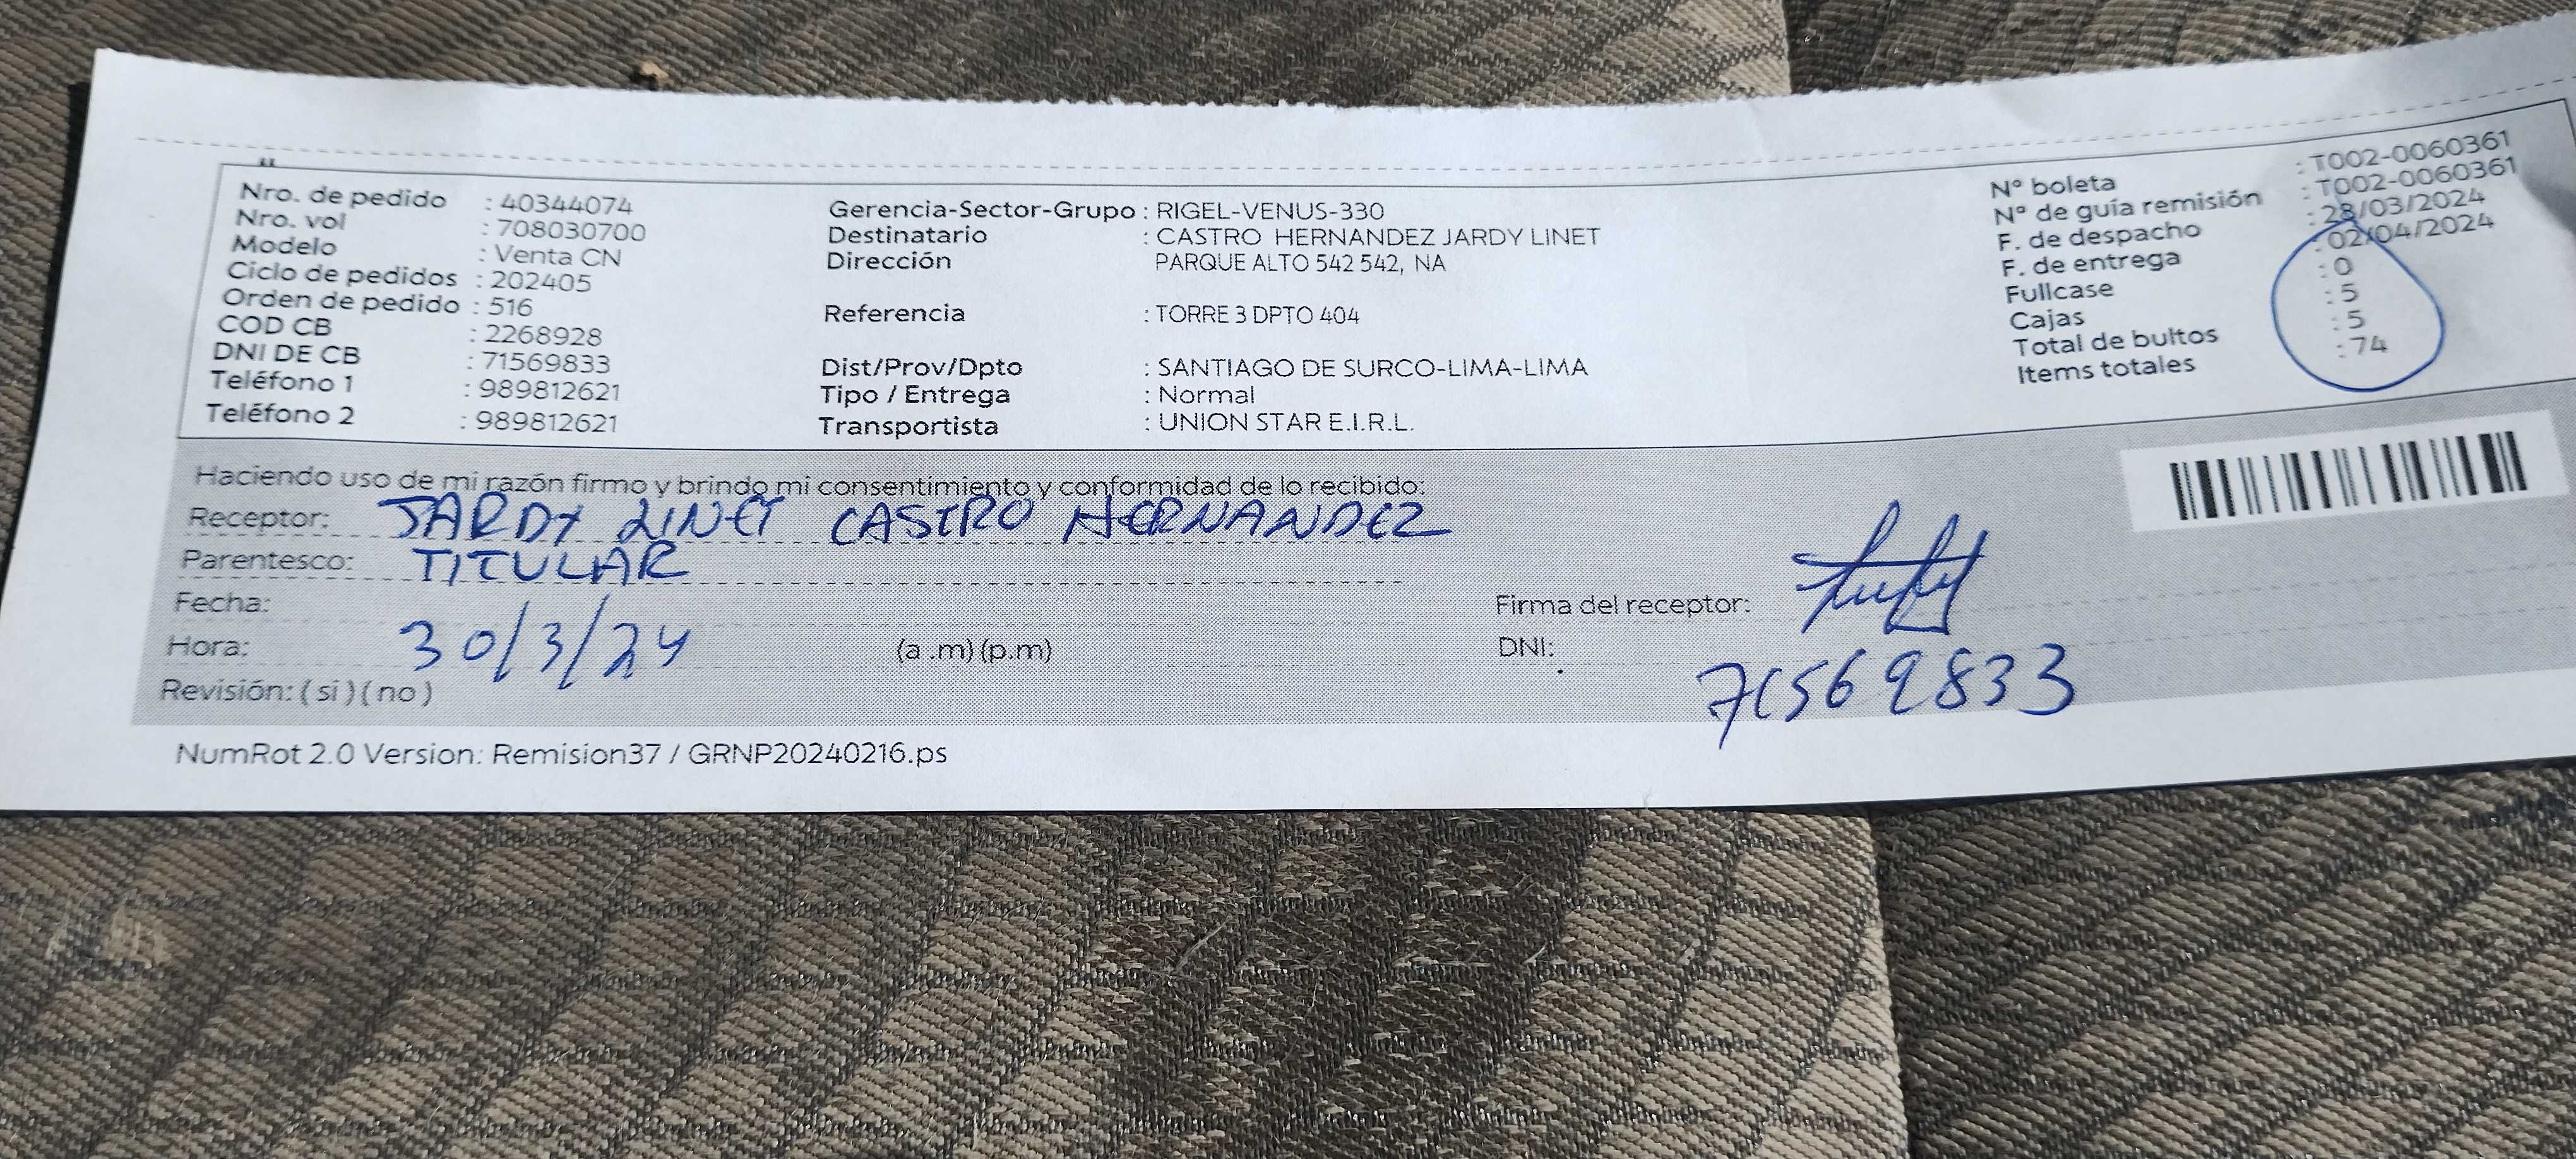 Nro. de pedido : 40344074
Nro. vol : 708030700
Modelo : Venta CN
Ciclo de pedidos : 202405
Orden de pedido : 516
COD CB : 2268928
DNI DE CB : 71569833
Teléfono 1 : 989812621
Teléfono 2 : 989812621
Gerencia-Sector-Grupo : RIGEL-VENUS-330
Destinatario : CASTRO HERNANDEZ JARDY LINET
Dirección PARQUE ALTO 542 542, NA
Referencia : TORRE 3 DPTO 404
Dist/Prov/Dpto : SANTIAGO DE SURCO-LIMA-LIMA
Tipo / Entrega : Normal
Transportista : UNION STAR E.I.R.L.
N° boleta : T002-0060361
N° de guía remisión : T002-0060361
F. de despacho : 28/03/2024
F. de entrega : 02/04/2024
Fullcase : 0
Cajas : 5
Total de bultos : 5
Items totales : 74
Haciendo uso de mi razón firmo y brindo mi consentimiento y conformidad de lo recibido:
Receptor: JARDY LINET CASTRO HERNANDEZ
Parentesco: TITULAR
Fecha: 30/3/24
Hora: (a .m) (p.m)
Revisión: ( si ) ( no )
Firma del receptor:
DNI: 71569833
NumRot 2.0 Version: Remision37 / GRNP20240216.ps